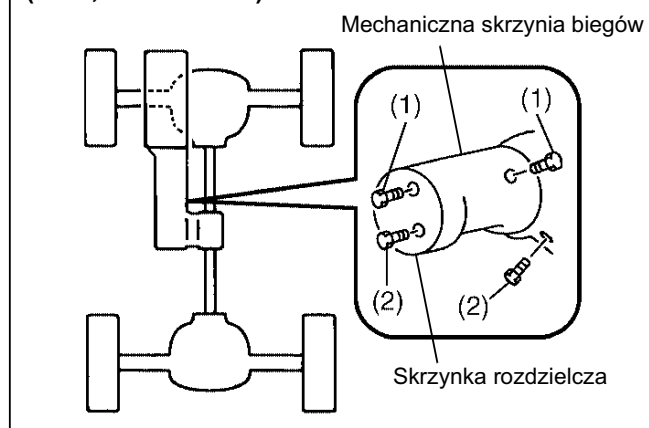 Mechaniczna skrzynia biegów
(1)
(1)
(2)
(2)
Skrzynka rozdzielcza